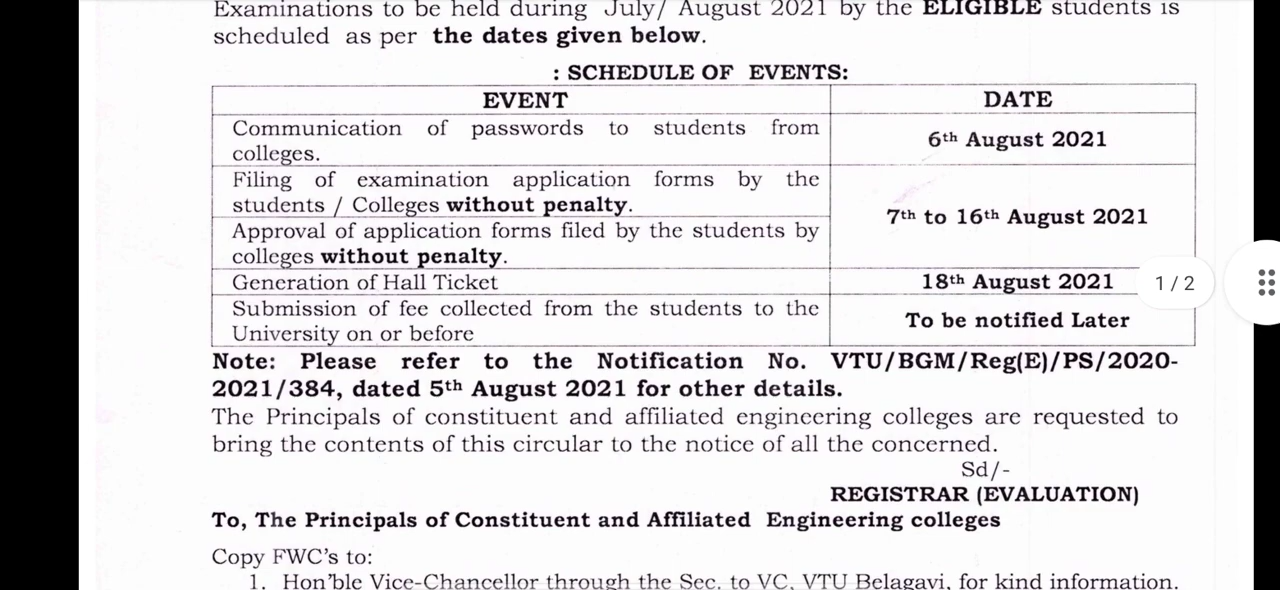 Examinations to be held during July/ August 2021 by the ELIGIBLE students is
scheduled as per the dates given below.
: SCHEDULE OF EVENTS:
EVENT DATE
Communication of passwords to students from
colleges.
6th August 2021
Filing of examination application forms by the
students / Colleges without penalty.
7th to 16th August 2021
Approval of application forms filed by the students by
colleges without penalty.
Generation of Hall Ticket 18th August 2021
1 / 2
Submission of fee collected from the students to the
University on or before
To be notified Later
Note: Please refer to the Notification No. VTU/BGM/Reg(E)/PS/2020-
2021/384, dated 5th August 2021 for other details.
The Principals of constituent and affiliated engineering colleges are requested to
bring the contents of this circular to the notice of all the concerned.
Sd/-
REGISTRAR (EVALUATION)
To, The Principals of Constituent and Affiliated Engineering colleges
Copy FWC's to:
1. Hon'ble Vice-Chancellor through the Sec. to VC, VTU Belagavi, for kind information.